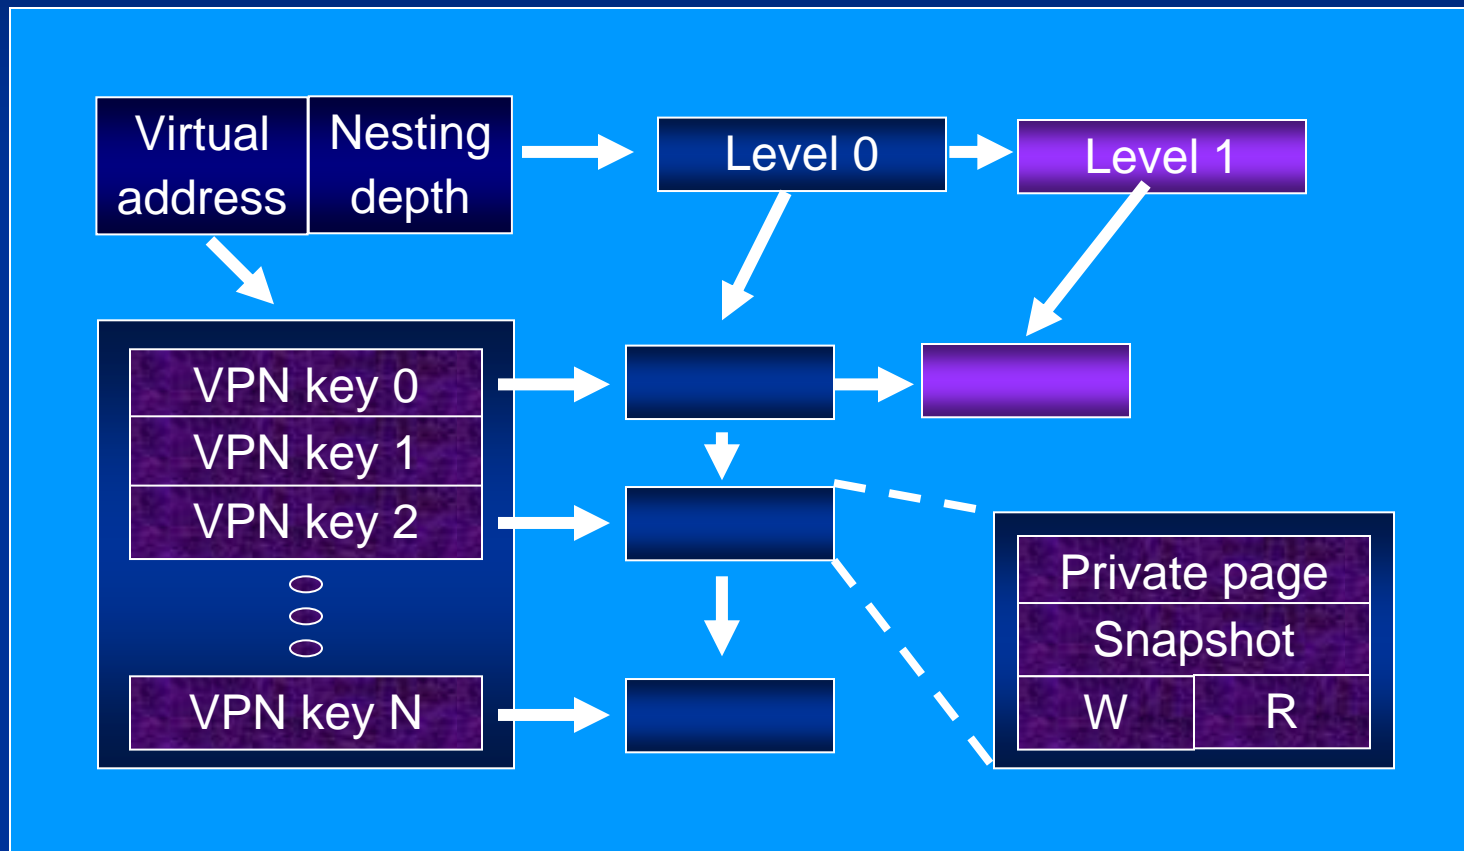 Virtual
address
Nesting
depth
Level 0
Level 1
VPN key 0
VPN key 1
VPN key 2
VPN key N
Private page
Snapshot
W
R